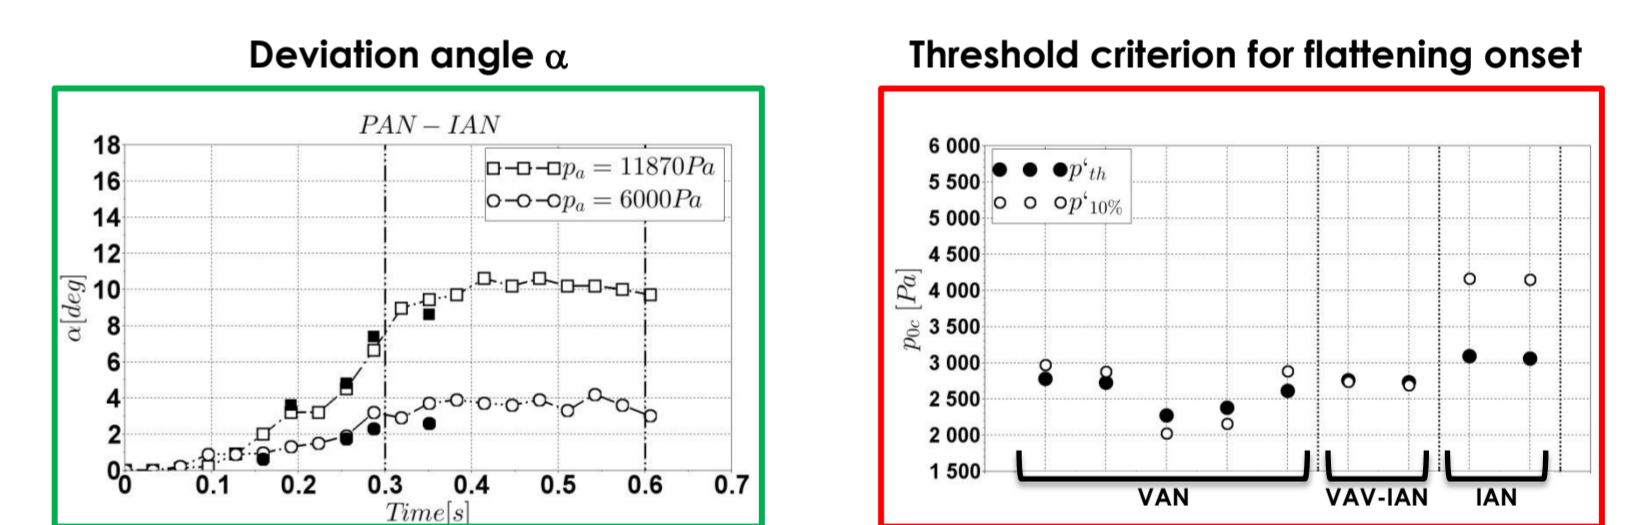 Deviation angle α
PAN – IAN
18
16
14
12
10
8
6
4
2
0
α[deg]
pa = 11870Pa
pa = 6000Pa
0 0.1 0.2 0.3 0.4 0.5 0.6 0.7
Time[s]
Threshold criterion for flattening onset
6 000
5 500
5 000
4 500
4 000
3 500
3 000
2 500
2 000
1 500
p0c [Pa]
p‘th
p‘10%
VAN VAV-IAN IAN